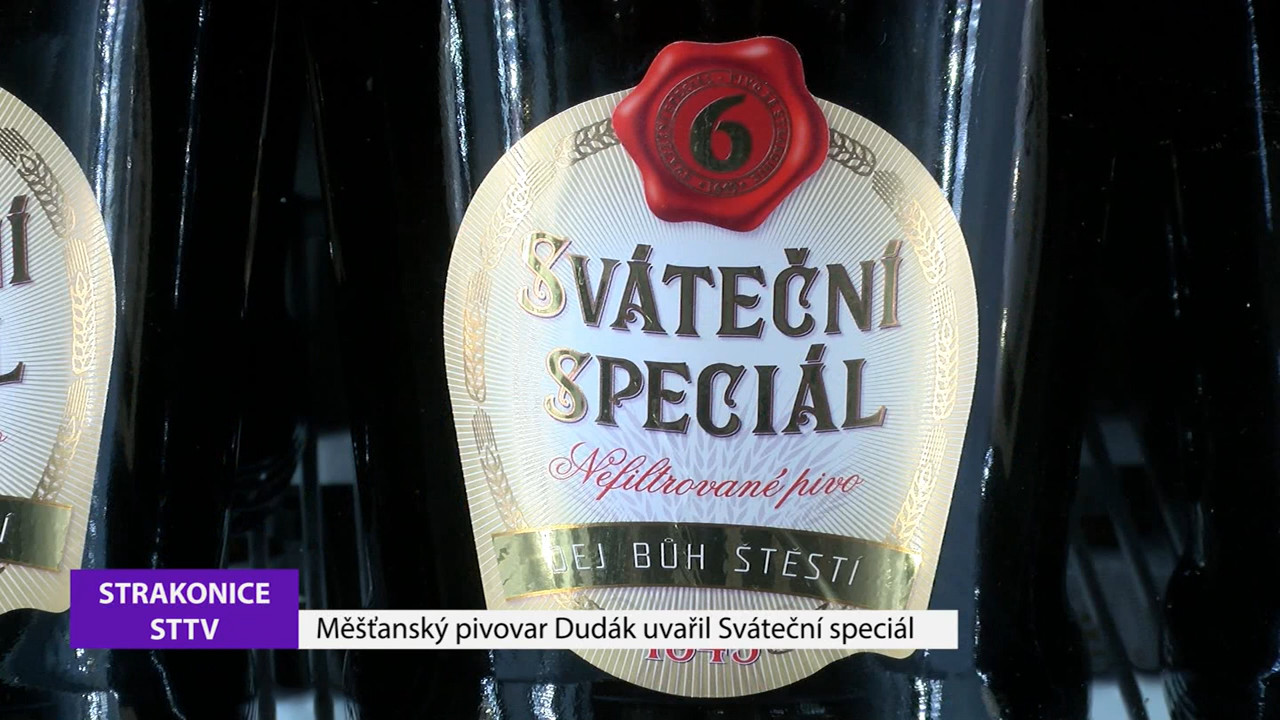 6
SVÁTEČNÍ
SPECIÁL
Nefiltrované pivo
DEJ BŮH ŠTĚSTÍ
STRAKONICE
STTV
Měšťanský pivovar Dudák uvařil Sváteční speciál